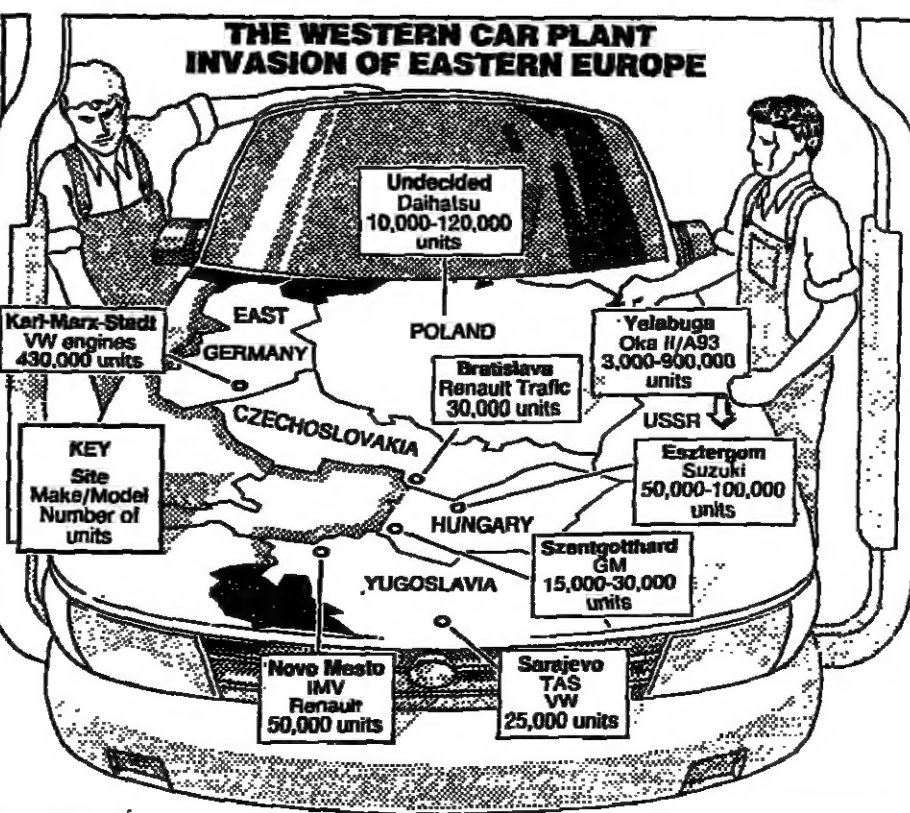 THE WESTERN CAR PLANT
INVASION OF EASTERN EUROPE
Undecided
Daihatsu
10,000-120,000
units
EAST
GERMANY
POLAND
Karl-Marx-Stadt
VW engines
430,000 units
Yelabuga
Oka II/A93
3,000-900,000
units
Bratislava
Renault Trafic
30,000 units
CZECHOSLOVAKIA
USSR
KEY
Site
Make/Model
Number of
units
Esztergom
Suzuki
50,000-100,000
units
HUNGARY
Szentgotthard
GM
15,000-30,000
units
YUGOSLAVIA
Novo Mesto
IMV
Renault
50,000 units
Sarajevo
TAS
VW
25,000 units